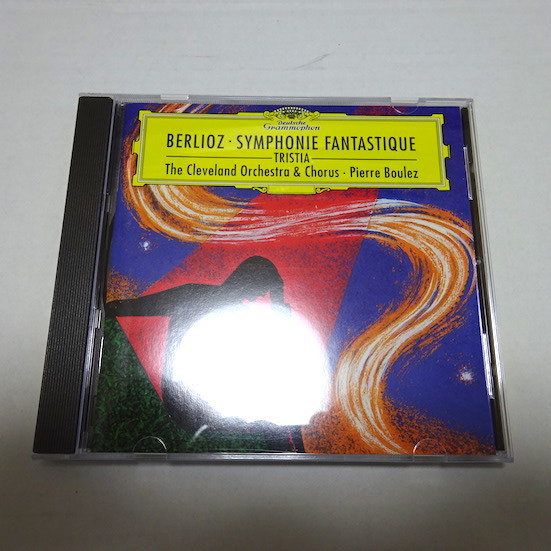 Deutsche
Grammophon
BERLIOZ · SYMPHONIE FANTASTIQUE
TRISTIA
The Cleveland Orchestra & Chorus · Pierre Boulez